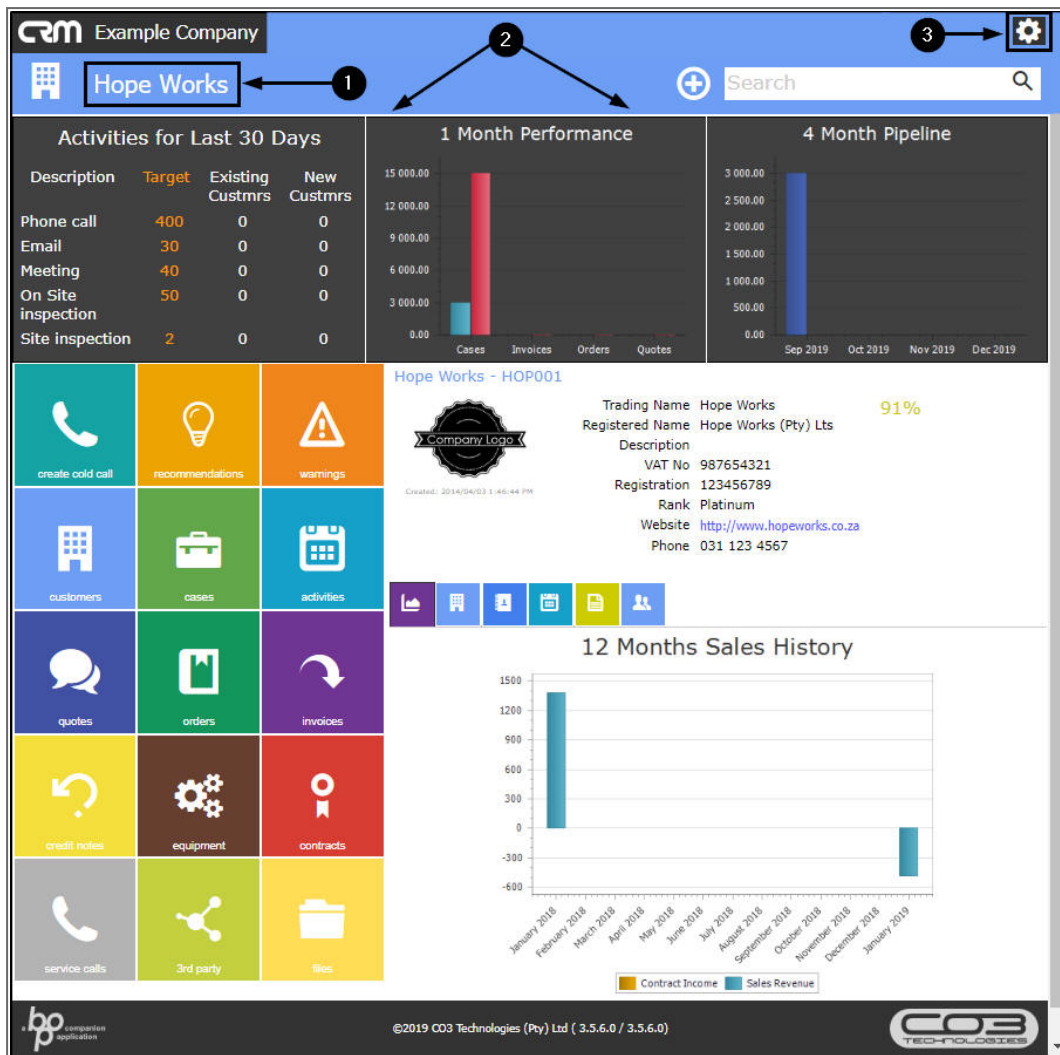 CRM Example Company
2
3
Hope Works
1
Search
Activities for Last 30 Days
Description Target Existing Custmrs New Custmrs
Phone call 400 0 0
Email 30 0 0
Meeting 40 0 0
On Site inspection 50 0 0
Site inspection 2 0 0
1 Month Performance
15 000.00
12 000.00
9 000.00
6 000.00
3 000.00
0.00
Cases Invoices Orders Quotes
4 Month Pipeline
3 000.00
2 500.00
2 000.00
1 500.00
1 000.00
500.00
0.00
Sep 2019 Oct 2019 Nov 2019 Dec 2019
create cold call
recommendations
warnings
customers
cases
activities
quotes
orders
invoices
credit notes
equipment
contracts
service calls
3rd party
files
Hope Works - HOP001
Company Logo
Created: 2014/04/03 1:46:44 PM
Trading Name Hope Works
91%
Registered Name Hope Works (Pty) Lts
Description
VAT No 987654321
Registration 123456789
Rank Platinum
Website http://www.hopeworks.co.za
Phone 031 123 4567
12 Months Sales History
1500
1200
900
600
300
0
-300
-600
January 2018
February 2018
March 2018
April 2018
May 2018
June 2018
July 2018
August 2018
September 2018
October 2018
November 2018
December 2018
January 2019
Contract Income Sales Revenue
a bpo companion application
©2019 CO3 Technologies (Pty) Ltd ( 3.5.6.0 / 3.5.6.0)
CO3
TECHNOLOGIES